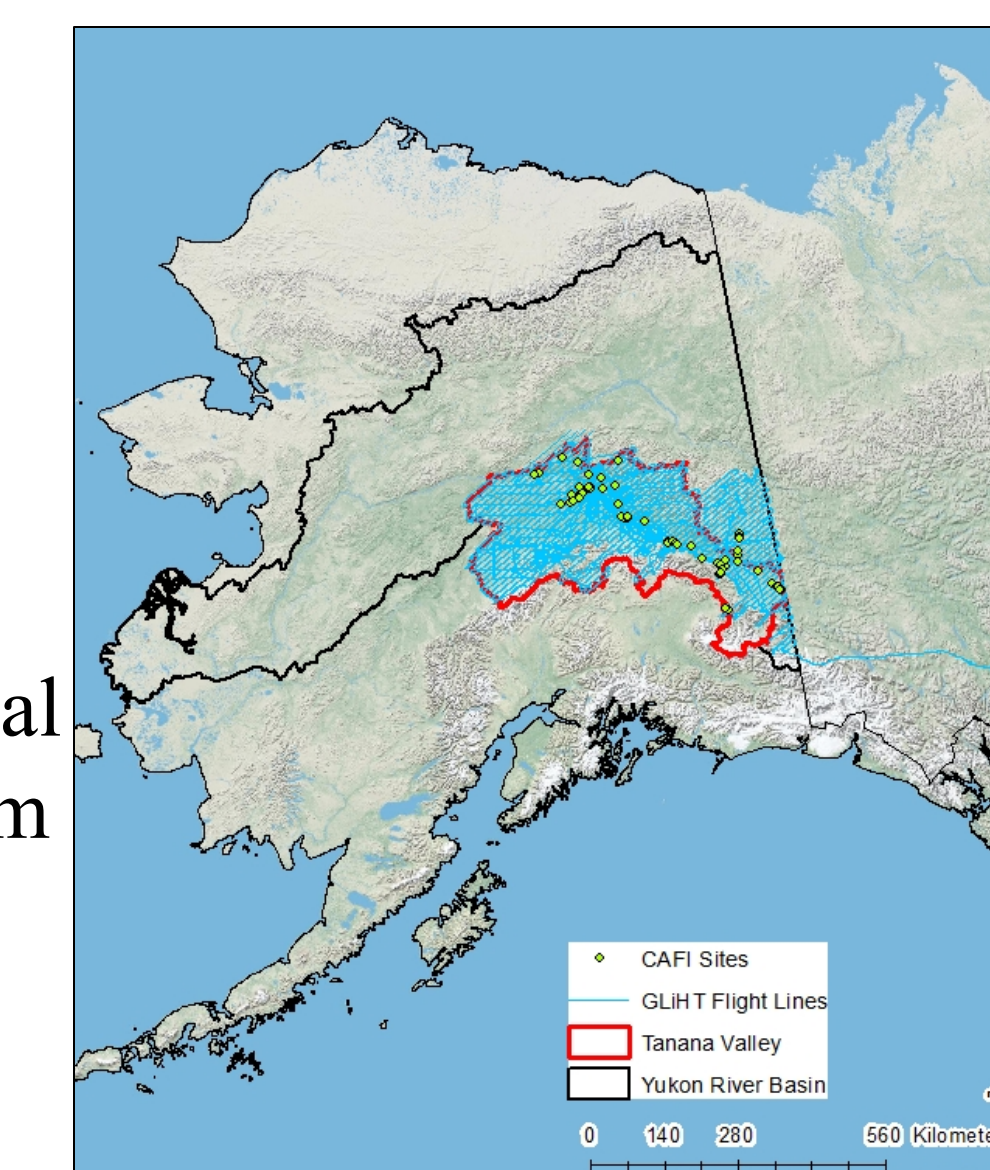 al
m
CAFI Sites
GLiHT Flight Lines
Tanana Valley
Yukon River Basin
0 140 280 560 Kilomete